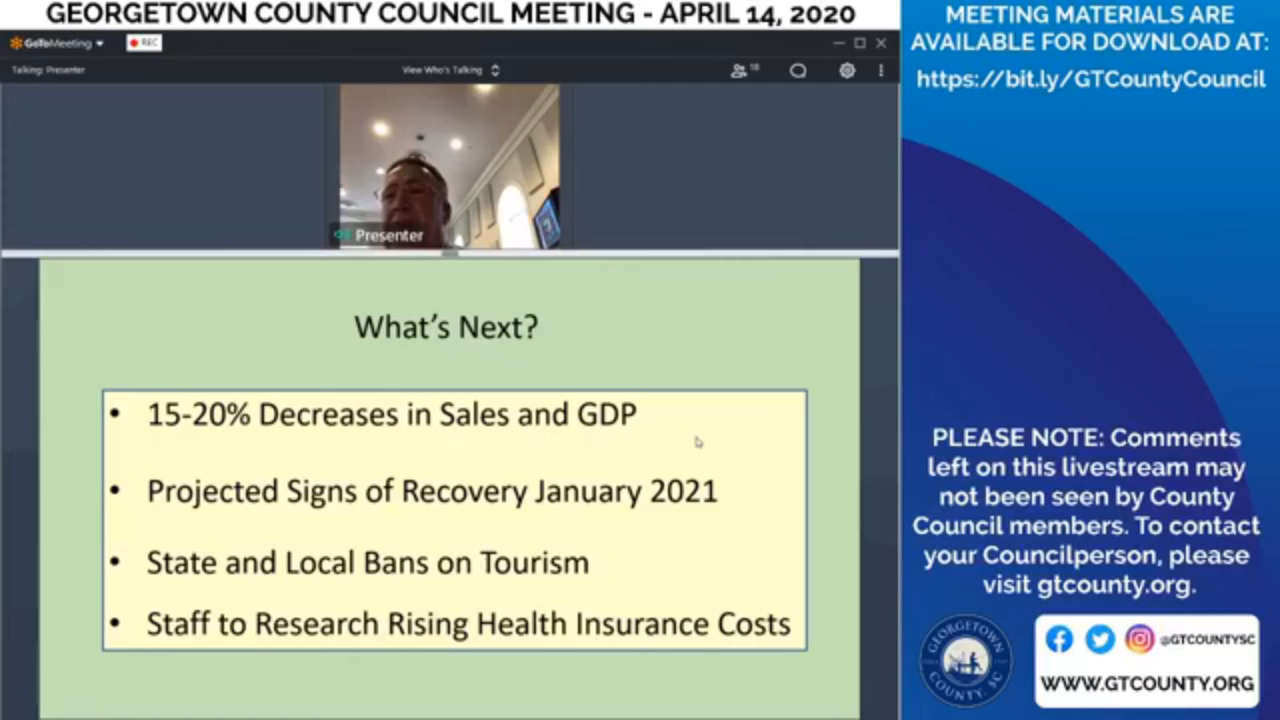 GEORGETOWN COUNTY COUNCIL MEETING - APRIL 14, 2020
GoToMeeting
REC
Talking: Presenter
View Who's Talking
18
Presenter
What's Next?
• 15-20% Decreases in Sales and GDP
• Projected Signs of Recovery January 2021
• State and Local Bans on Tourism
• Staff to Research Rising Health Insurance Costs
MEETING MATERIALS ARE
AVAILABLE FOR DOWNLOAD AT:
https://bit.ly/GTCountyCouncil
PLEASE NOTE: Comments
left on this livestream may
not been seen by County
Council members. To contact
your Councilperson, please
visit gtcounty.org.
GEORGETOWN
COUNTY, SC
@GTCOUNTYSC
WWW.GTCOUNTY.ORG